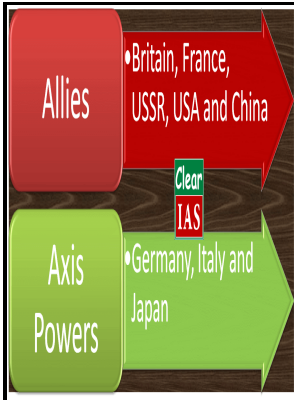 Allies
•Britain, France,
USSR, USA and China
Clear
IAS
Axis
Powers
•Germany, Italy and
Japan